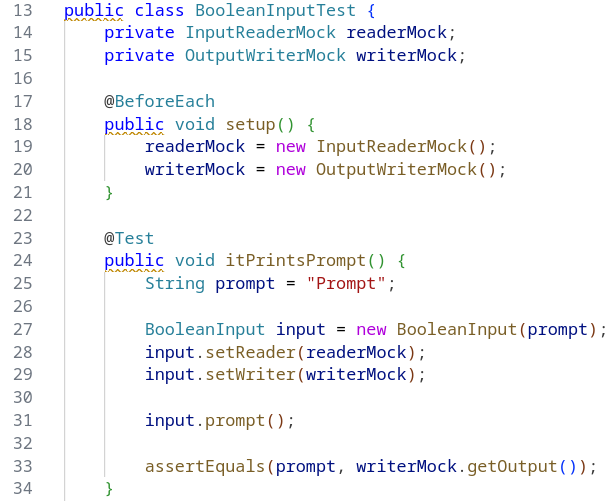 13 public class BooleanInputTest {
14     private InputReaderMock readerMock;
15     private OutputWriterMock writerMock;
16
17     @BeforeEach
18     public void setup() {
19         readerMock = new InputReaderMock();
20         writerMock = new OutputWriterMock();
21     }
22
23     @Test
24     public void itPrintsPrompt() {
25         String prompt = "Prompt";
26
27         BooleanInput input = new BooleanInput(prompt);
28         input.setReader(readerMock);
29         input.setWriter(writerMock);
30
31         input.prompt();
32
33         assertEquals(prompt, writerMock.getOutput());
34     }